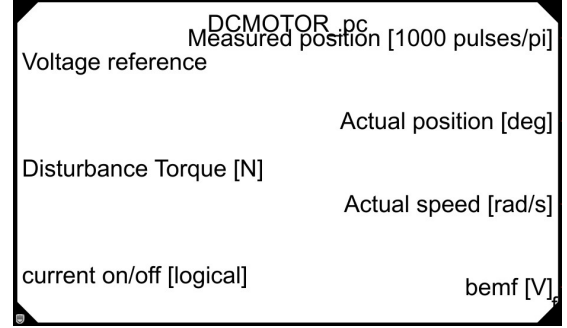 DCMOTOR_pc
Measured position [1000 pulses/pi]
Voltage reference
Actual position [deg]
Disturbance Torque [N]
Actual speed [rad/s]
current on/off [logical]
bemf [V]